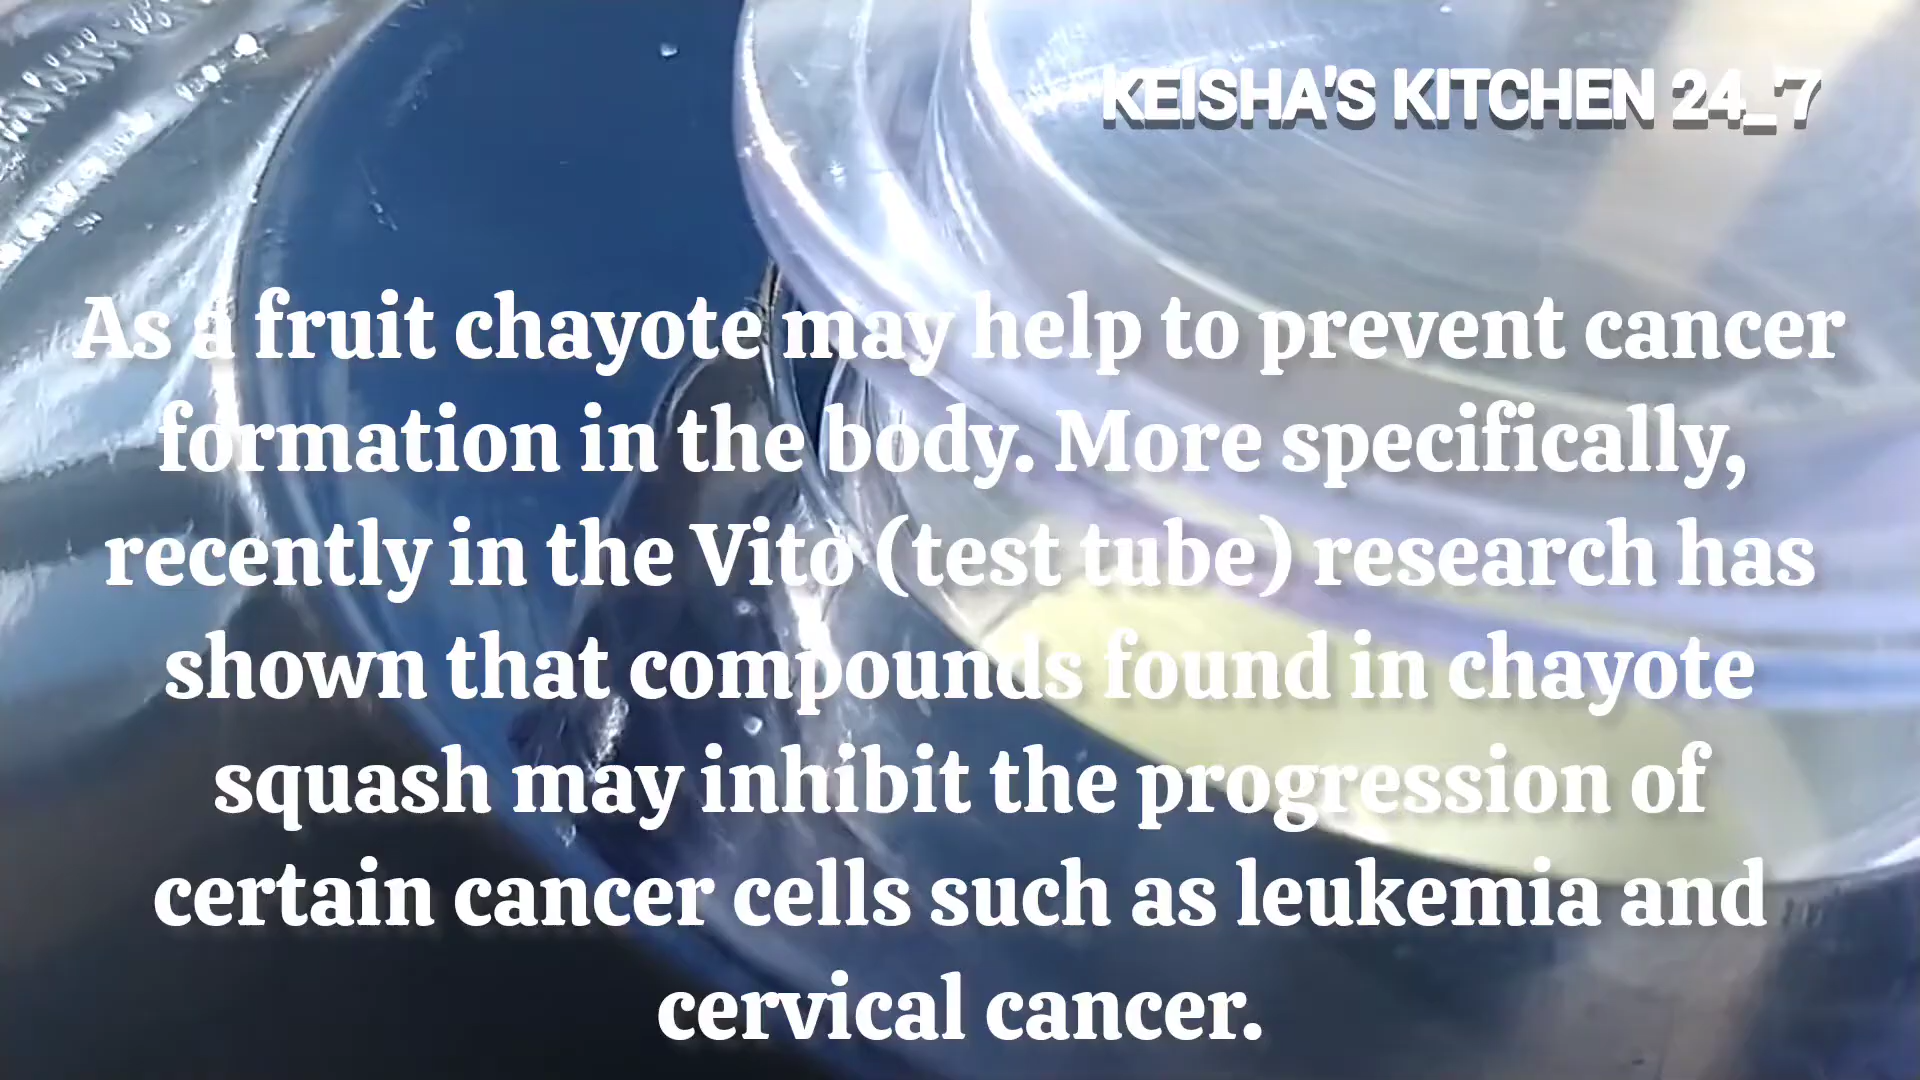 KEISHA'S KITCHEN 24_7
As a fruit chayote may help to prevent cancer
formation in the body. More specifically,
recently in the Vito (test tube) research has
shown that compounds found in chayote
squash may inhibit the progression of
certain cancer cells such as leukemia and
cervical cancer.